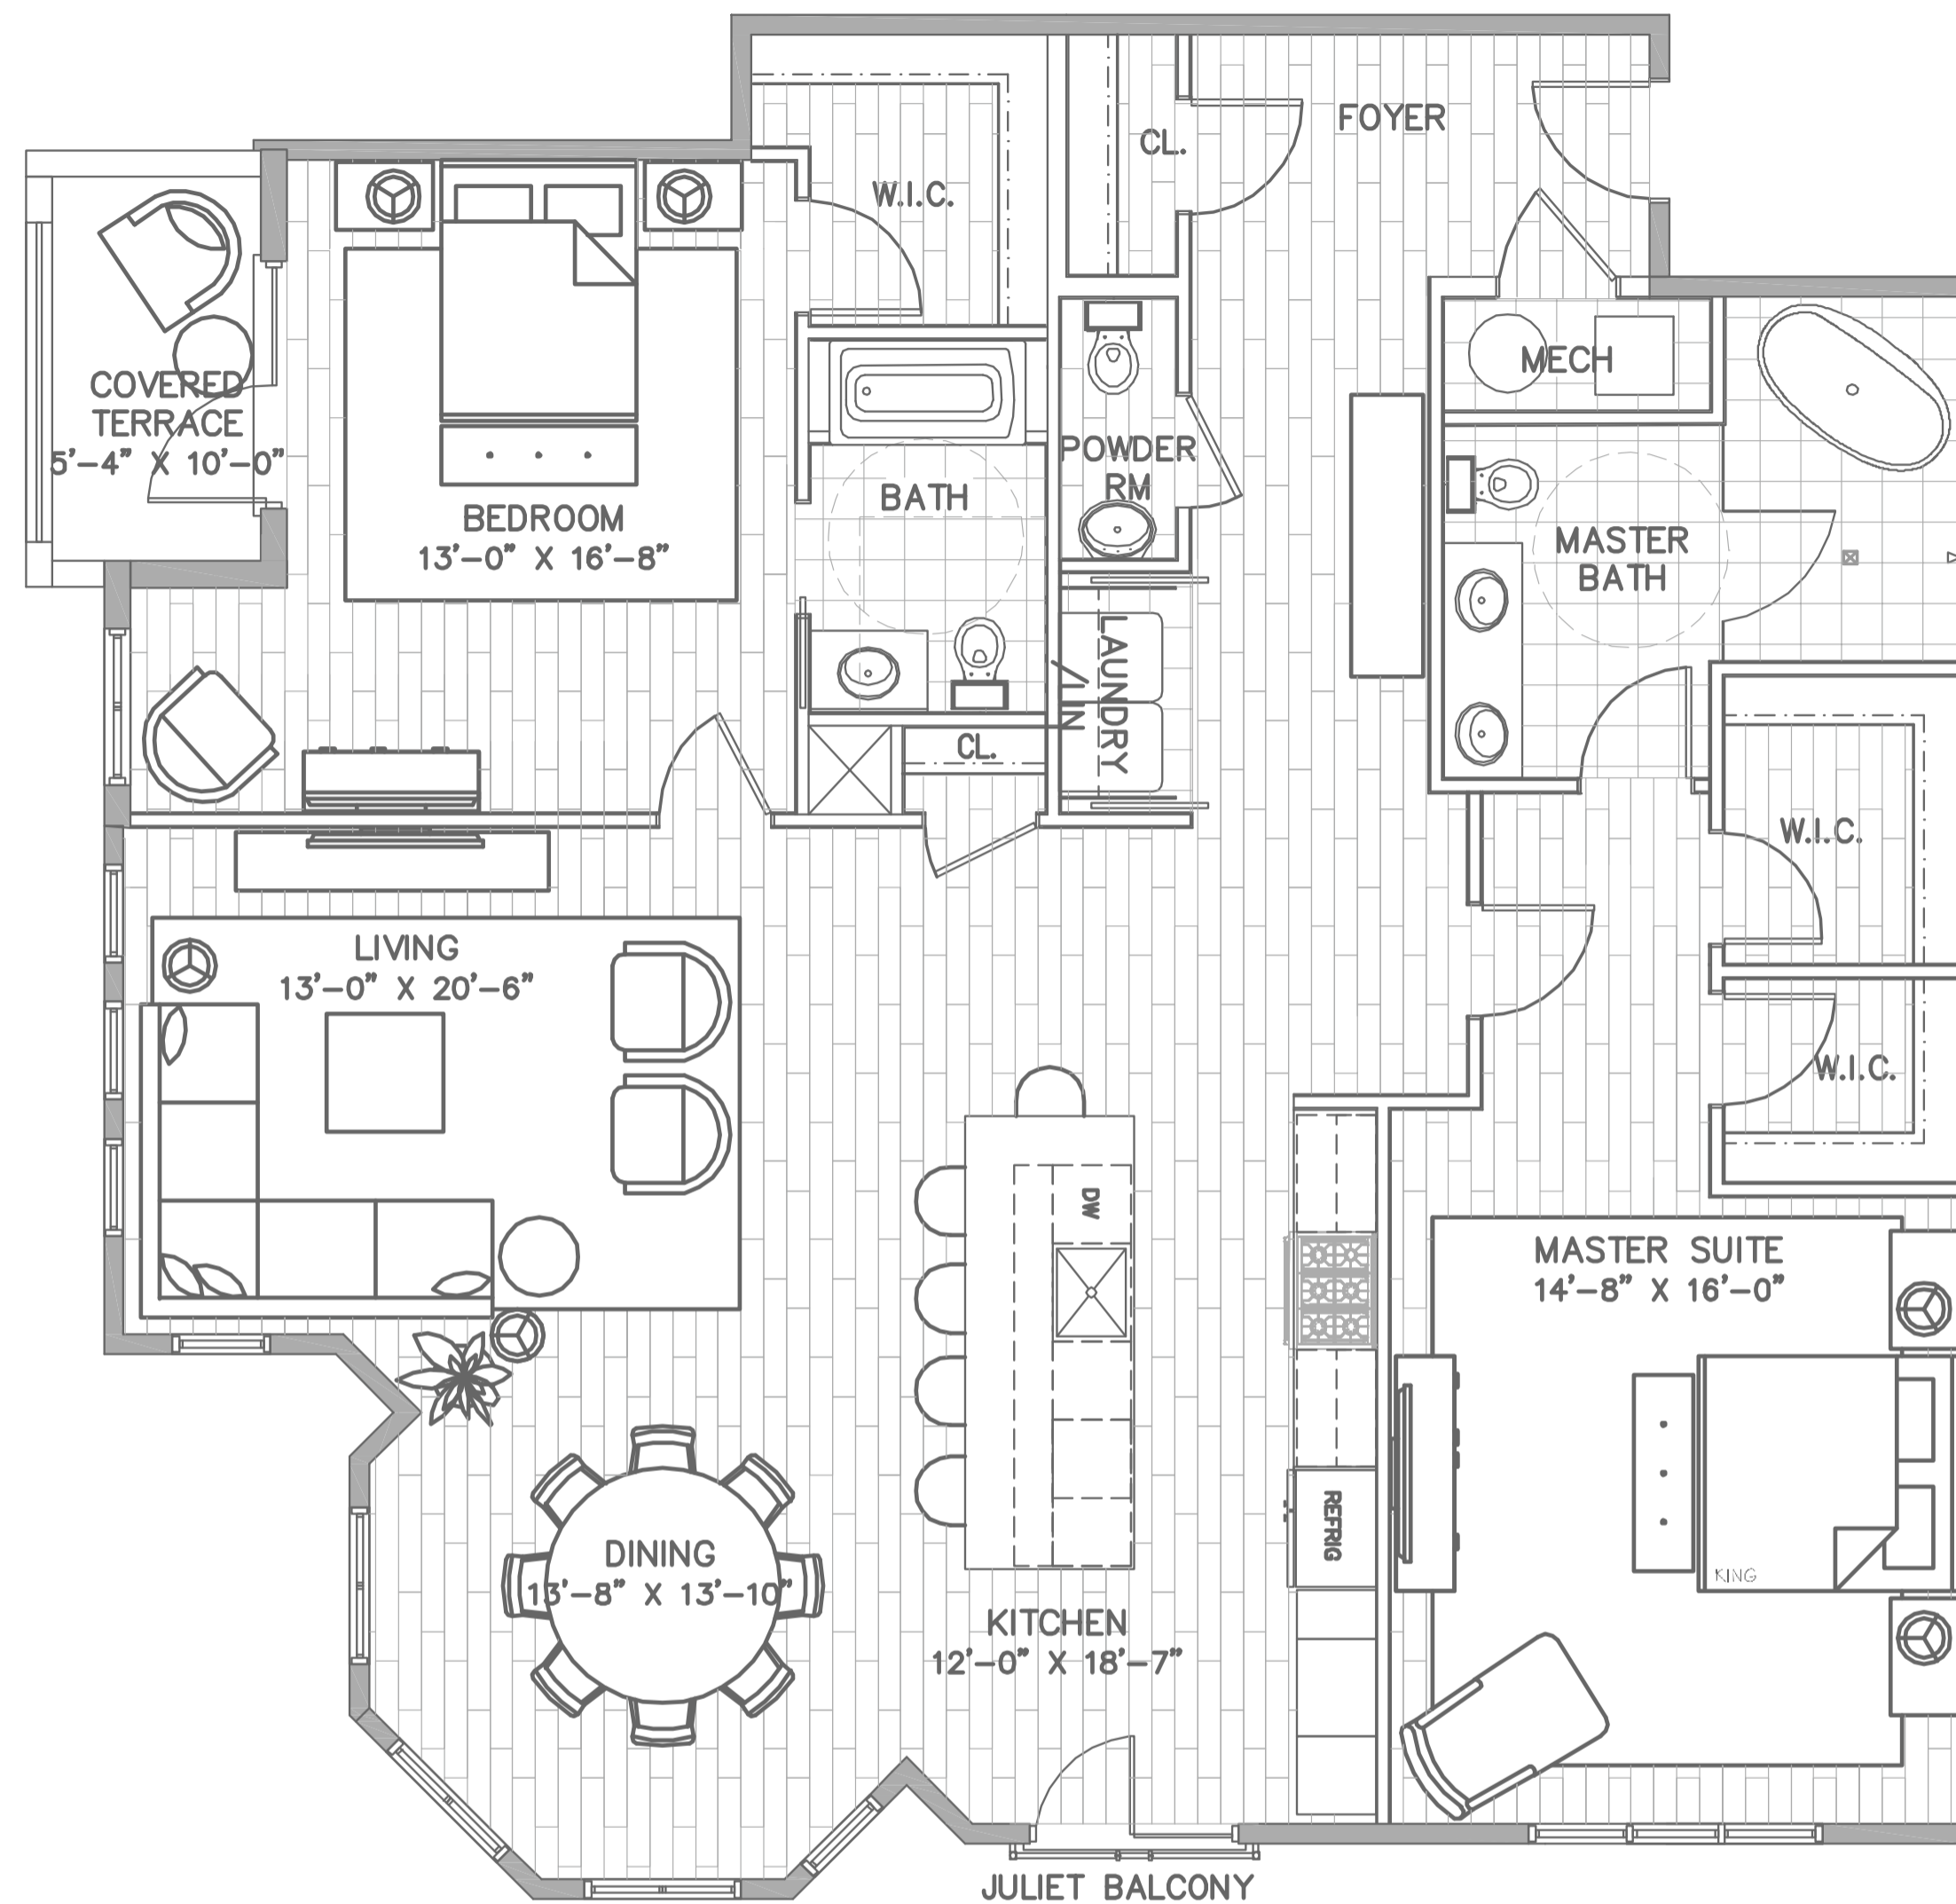 FOYER
CL.
W.I.C.
MECH
COVERED
TERRACE
5'-4" X 10'-0"
BEDROOM
13'-0" X 16'-8"
BATH
POWDER
RM
MASTER
BATH
LAUNDRY
/LIN
CL.
W.I.C.
LIVING
13'-0" X 20'-6"
W.I.C.
DW
MASTER SUITE
14'-8" X 16'-0"
REFRIG
KING
DINING
13'-8" X 13'-10"
KITCHEN
12'-0" X 18'-7"
JULIET BALCONY